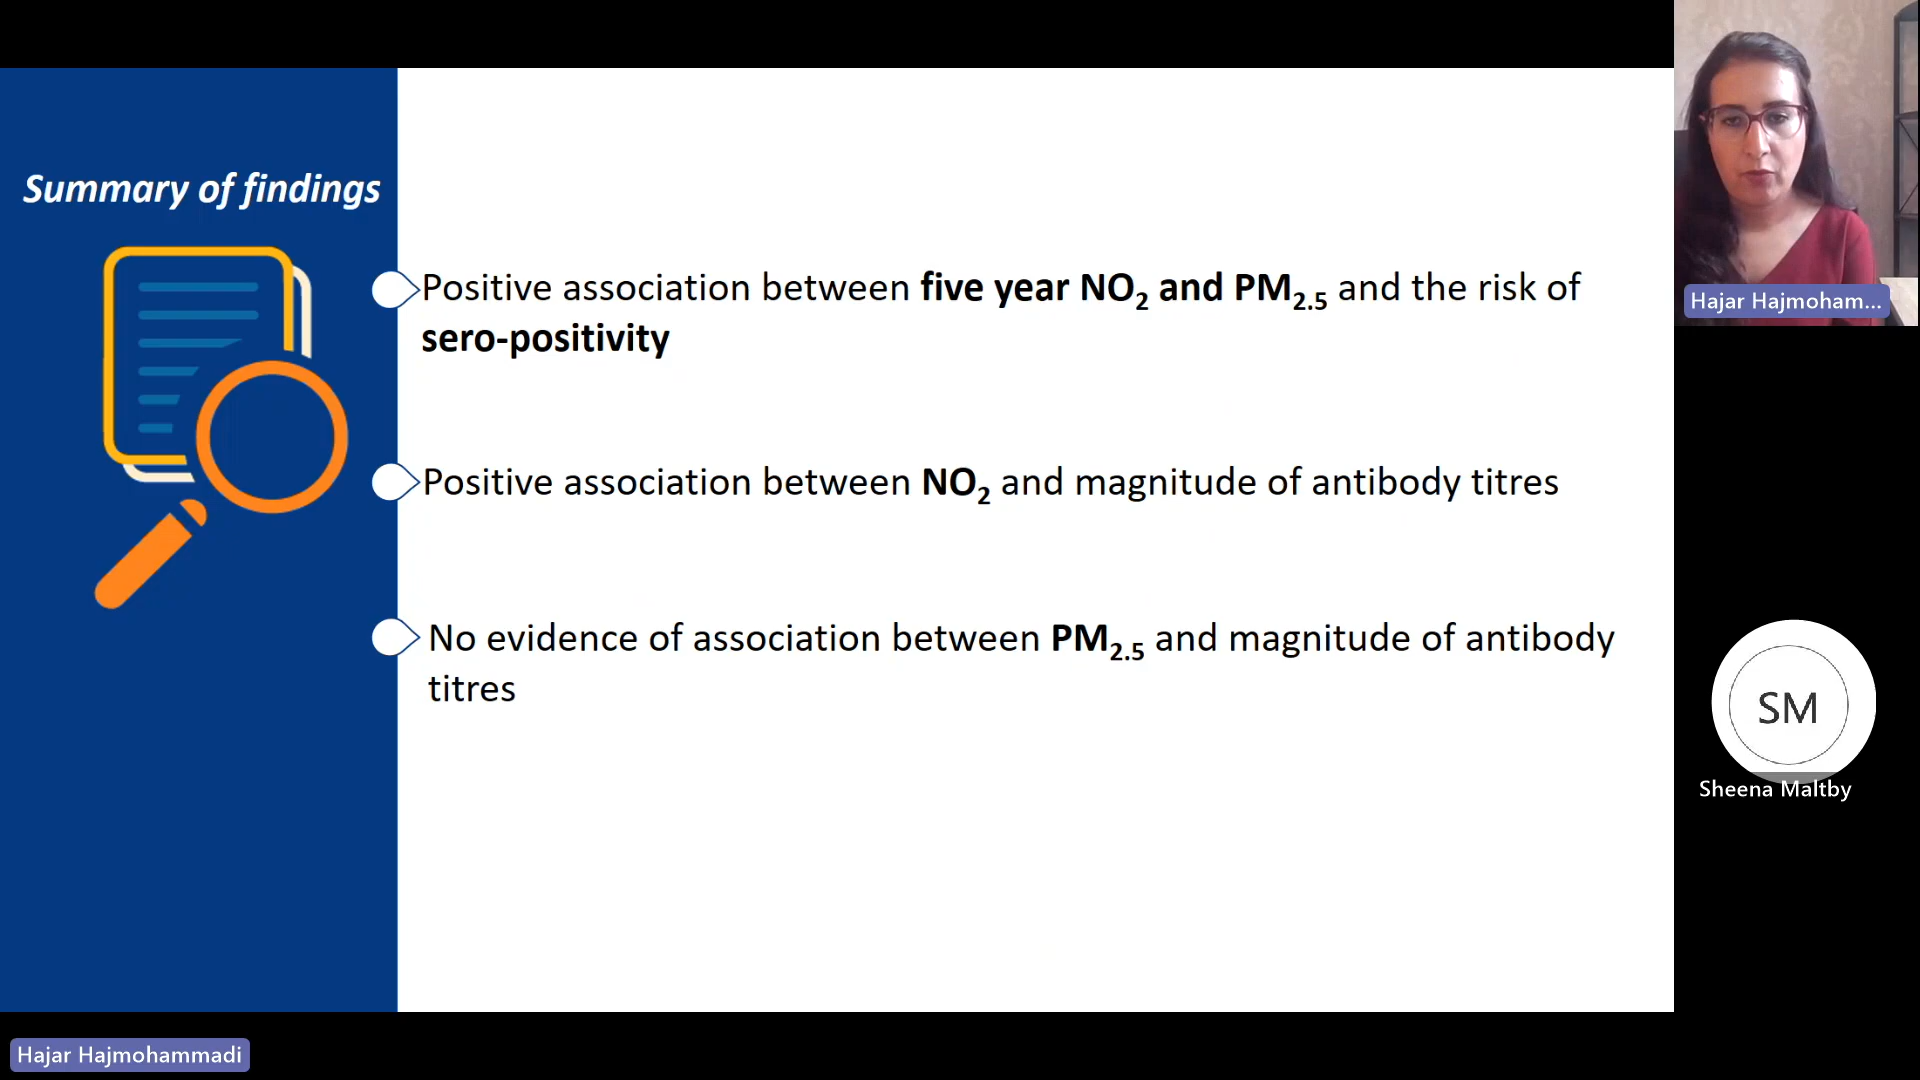 Summary of findings
Positive association between five year NO₂ and PM₂.₅ and the risk of
sero-positivity
Positive association between NO₂ and magnitude of antibody titres
No evidence of association between PM₂.₅ and magnitude of antibody
titres
Hajar Hajmoham...
SM
Sheena Maltby
Hajar Hajmohammadi